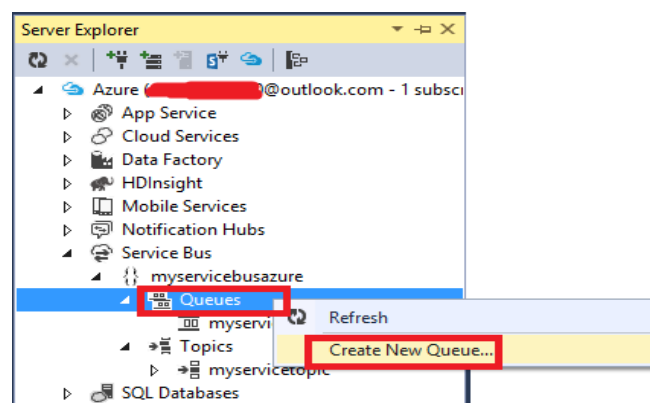 Server Explorer
Azure (@outlook.com - 1 subscr
App Service
Cloud Services
Data Factory
HDInsight
Mobile Services
Notification Hubs
Service Bus
myservicebusazure
Queues
myservi
Refresh
Topics
Create New Queue...
myservicetopic
SQL Databases